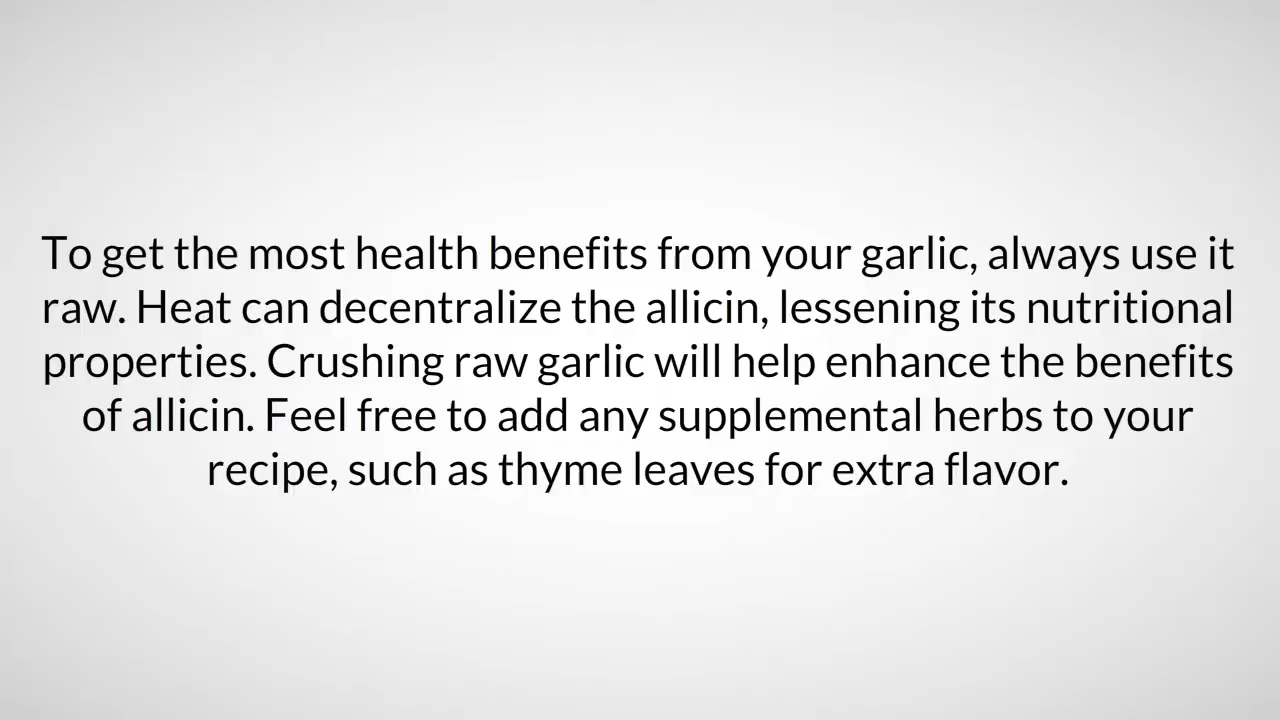 To get the most health benefits from your garlic, always use it
raw. Heat can decentralize the allicin, lessening its nutritional
properties. Crushing raw garlic will help enhance the benefits
of allicin. Feel free to add any supplemental herbs to your
recipe, such as thyme leaves for extra flavor.